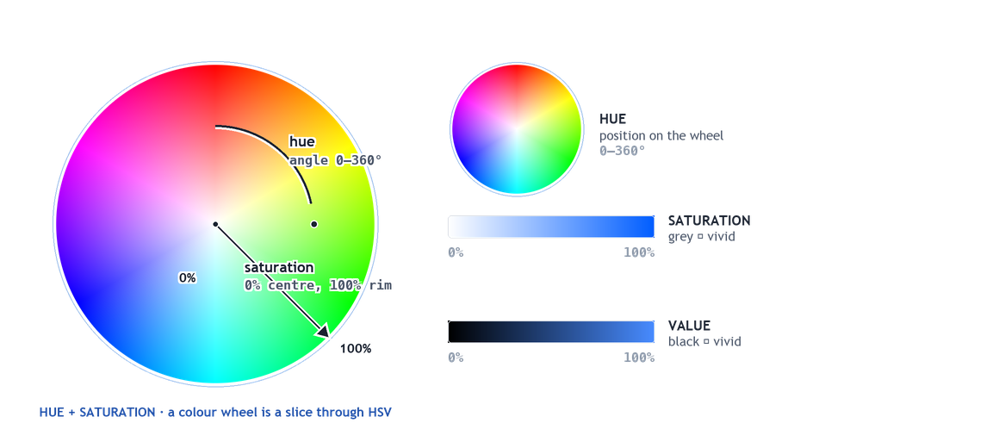 hue
angle 0–360°
saturation
0% centre, 100% rim
0%
100%
HUE + SATURATION · a colour wheel is a slice through HSV
HUE
position on the wheel
0–360°
SATURATION
grey ▯ vivid
0% 100%
VALUE
black ▯ vivid
0% 100%